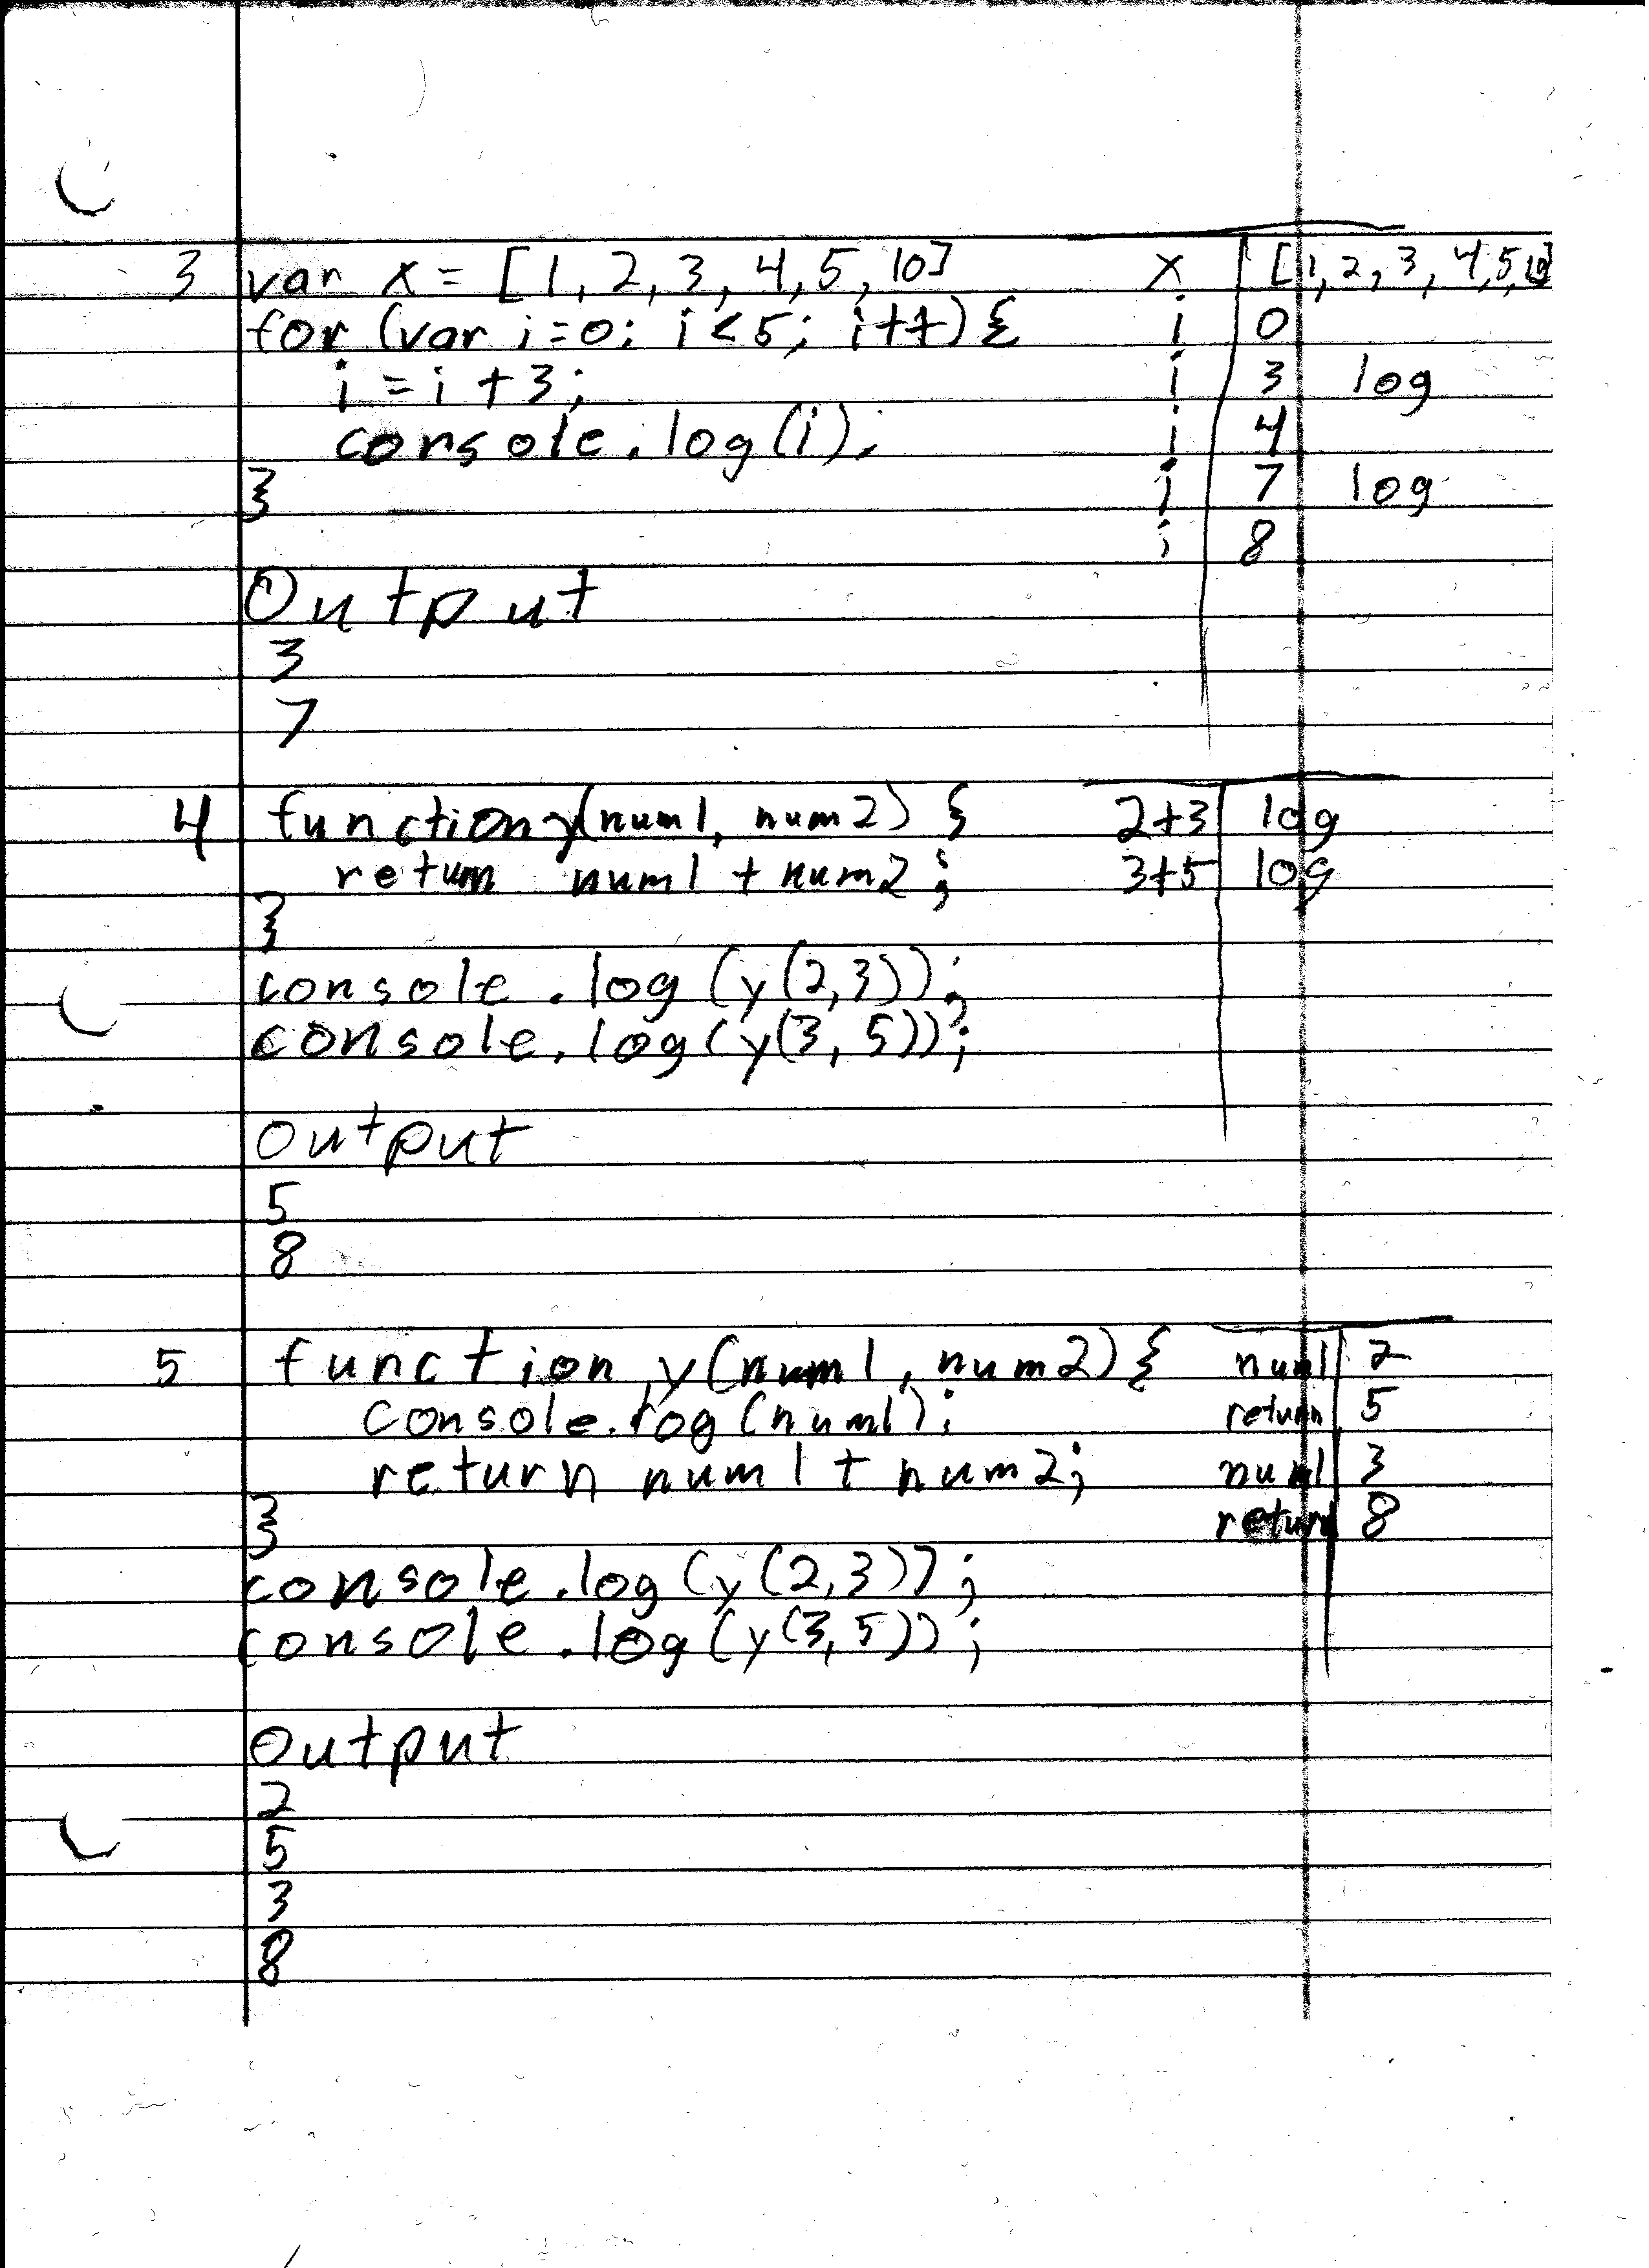 3 var x = [1, 2, 3, 4, 5, 10] x [1, 2, 3, 4, 5, 10]
for (var i=0; i<5; i++) { i 0
i = i + 3; i 3 log
console.log(i); i 4
} i 7 log
i 8
Output
3
7
4 function y(num1, num2) { 2+3 log
return num1 + num2; 3+5 log
}
console.log(y(2,3));
console.log(y(3, 5));
output
5
8
5 function y(num1, num2) { num1 2
console.log(num1); return 5
return num1 + num2; num1 3
} return 8
console.log(y(2,3));
console.log(y(3,5));
output
2
5
3
8